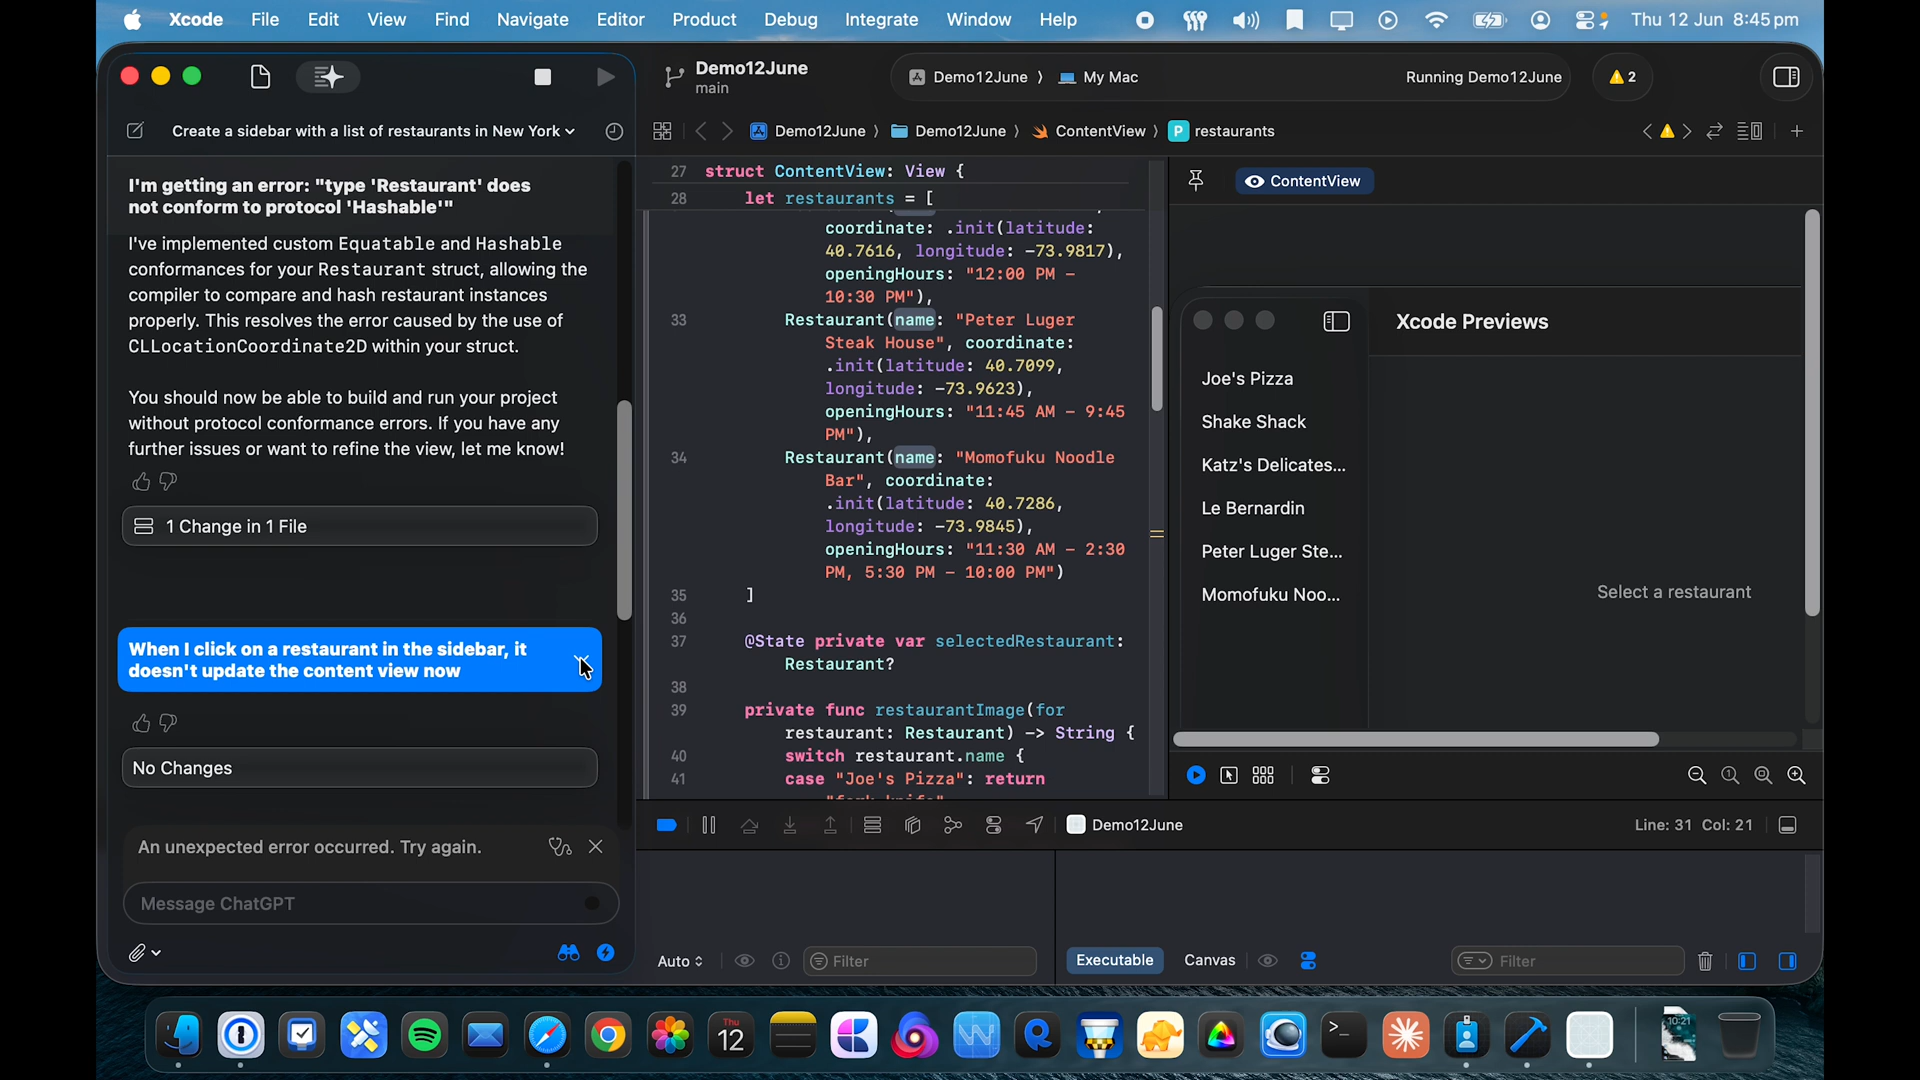 Xcode File Edit View Find Navigate Editor Product Debug Integrate Window Help Thu 12 Jun 8:45 pm
Demo12June
main
Demo12June 〉 My Mac
Running Demo12June
2
Create a sidebar with a list of restaurants in New York
Demo12June 〉 Demo12June 〉 ContentView 〉 P restaurants
I'm getting an error: "type 'Restaurant' does
not conform to protocol 'Hashable'"
I've implemented custom Equatable and Hashable
conformances for your Restaurant struct, allowing the
compiler to compare and hash restaurant instances
properly. This resolves the error caused by the use of
CLLocationCoordinate2D within your struct.
You should now be able to build and run your project
without protocol conformance errors. If you have any
further issues or want to refine the view, let me know!
1 Change in 1 File
When I click on a restaurant in the sidebar, it
doesn't update the content view now
No Changes
An unexpected error occurred. Try again.
Message ChatGPT
27 struct ContentView: View {
28 let restaurants = [
coordinate: .init(latitude:
40.7616, longitude: -73.9817),
openingHours: "12:00 PM –
10:30 PM"),
33 Restaurant(name: "Peter Luger
Steak House", coordinate:
.init(latitude: 40.7099,
longitude: -73.9623),
openingHours: "11:45 AM – 9:45
PM"),
34 Restaurant(name: "Momofuku Noodle
Bar", coordinate:
.init(latitude: 40.7286,
longitude: -73.9845),
openingHours: "11:30 AM – 2:30
PM, 5:30 PM – 10:00 PM")
35 ]
36
37 @State private var selectedRestaurant:
Restaurant?
38
39 private func restaurantImage(for
restaurant: Restaurant) -> String {
40 switch restaurant.name {
41 case "Joe's Pizza": return
ContentView
Xcode Previews
Joe's Pizza
Shake Shack
Katz's Delicates...
Le Bernardin
Peter Luger Ste...
Momofuku Noo...
Select a restaurant
Demo12June
Line: 31 Col: 21
Auto
Filter
Executable
Canvas
Filter
Thu
12
10:21